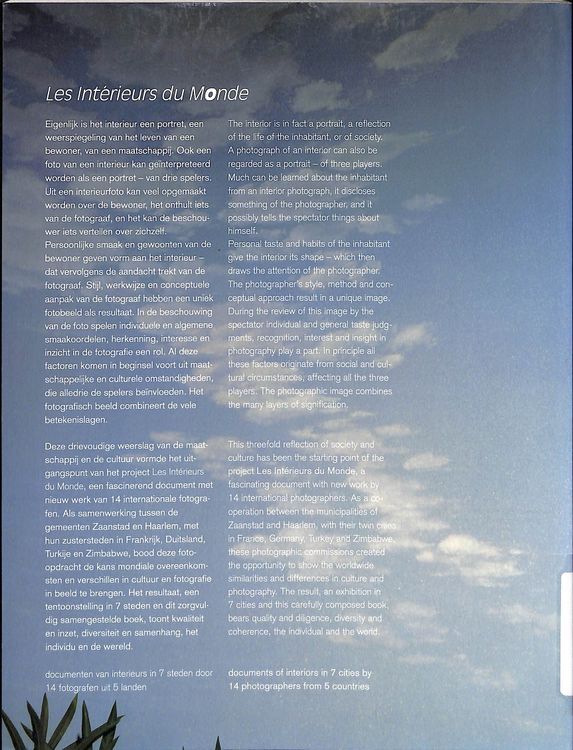 Les Intérieurs du Monde
Eigenlijk is het interieur een portret, een
weerspiegeling van het leven van een
bewoner, van een maatschappij. Ook een
foto van een interieur kan geïnterpreteerd
worden als een portret – van drie spelers.
Uit een interieurfoto kan veel opgemaakt
worden over de bewoner, het onthult iets
van de fotograaf, en het kan de beschou-
wer iets vertellen over zichzelf.
Persoonlijke smaak en gewoonten van de
bewoner geven vorm aan het interieur –
dat vervolgens de aandacht trekt van de
fotograaf. Stijl, werkwijze en conceptuele
aanpak van de fotograaf hebben een uniek
fotobeeld als resultaat. In de beschouwing
van de foto spelen individuele en algemene
smaakoordelen, herkenning, interesse en
inzicht in de fotografie een rol. Al deze
factoren komen in beginsel voort uit maat-
schappelijke en culturele omstandigheden,
die alledrie de spelers beïnvloeden. Het
fotografisch beeld combineert de vele
betekenislagen.
Deze drievoudige weerslag van de maat-
schappij en de cultuur vormde het uit-
gangspunt van het project Les Intérieurs
du Monde, een fascinerend document met
nieuw werk van 14 internationale fotogra-
fen. Als samenwerking tussen de
gemeenten Zaanstad en Haarlem, met
hun zustersteden in Frankrijk, Duitsland,
Turkije en Zimbabwe, bood deze foto-
opdracht de kans mondiale overeenkom-
sten en verschillen in cultuur en fotografie
in beeld te brengen. Het resultaat, een
tentoonstelling in 7 steden en dit zorgvul-
dig samengestelde boek, toont kwaliteit
en inzet, diversiteit en samenhang, het
individu en de wereld.
documenten van interieurs in 7 steden door
14 fotografen uit 5 landen
The interior is in fact a portrait, a reflection
of the life of the inhabitant, or of society.
A photograph of an interior can also be
regarded as a portrait – of three players.
Much can be learned about the inhabitant
from an interior photograph, it discloses
something of the photographer, and it
possibly tells the spectator things about
himself.
Personal taste and habits of the inhabitant
give the interior its shape – which then
draws the attention of the photographer.
The photographer's style, method and con-
ceptual approach result in a unique image.
During the review of this image by the
spectator individual and general taste judg-
ments, recognition, interest and insight in
photography play a part. In principle all
these factors originate from social and cul-
tural circumstances, affecting all the three
players. The photographic image combines
the many layers of signification.
This threefold reflection of society and
culture has been the starting point of the
project Les Intérieurs du Monde, a
fascinating document with new work by
14 international photographers. As a co-
operation between the municipalities of
Zaanstad and Haarlem, with their twin cities
in France, Germany, Turkey and Zimbabwe,
these photographic commissions created
the opportunity to show the worldwide
similarities and differences in culture and
photography. The result, an exhibition in
7 cities and this carefully composed book,
bears quality and diligence, diversity and
coherence, the individual and the world.
documents of interiors in 7 cities by
14 photographers from 5 countries